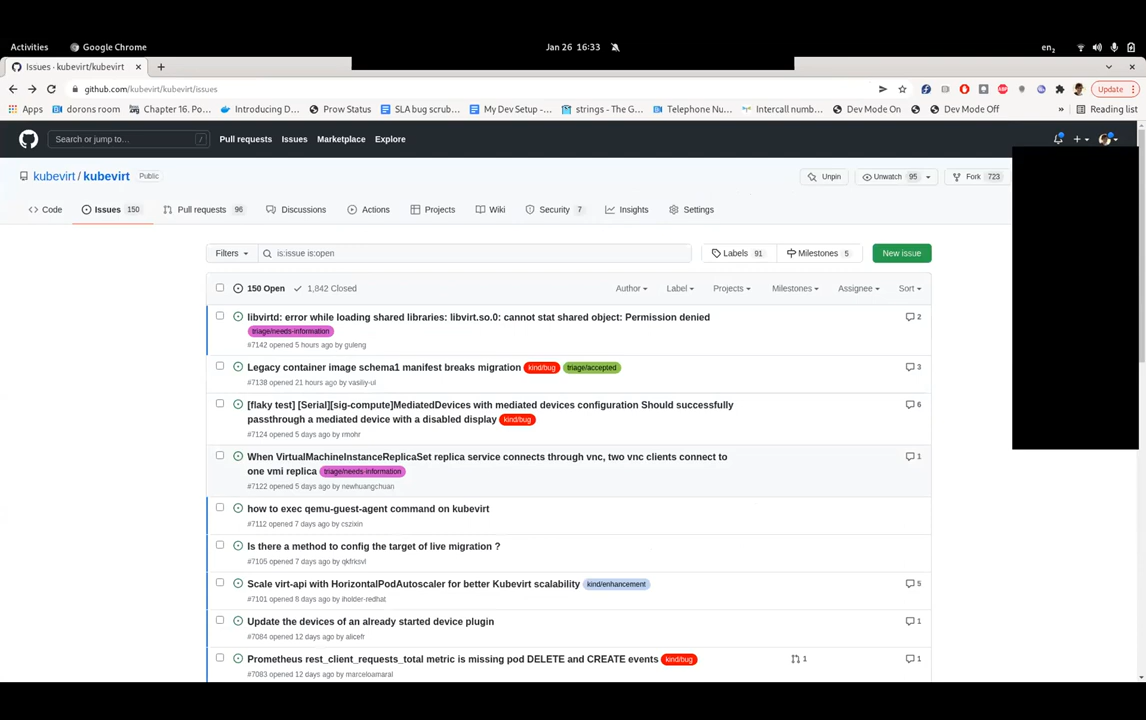 Activities Google Chrome Jan 26 16:33 en2
Issues · kubevirt/kubevirt
github.com/kubevirt/kubevirt/issues Update
Apps dorons room Chapter 16. Po... Introducing D... Prow Status SLA bug scrub... My Dev Setup -... strings - The G... Telephone Nu... Intercall numb... Dev Mode On Dev Mode Off » Reading list
Search or jump to... / Pull requests Issues Marketplace Explore
kubevirt / kubevirt Public Unpin Unwatch 95 Fork 723
Code Issues 150 Pull requests 96 Discussions Actions Projects Wiki Security 7 Insights Settings
Filters is:issue is:open Labels 91 Milestones 5 New issue
150 Open 1,842 Closed Author Label Projects Milestones Assignee Sort
libvirtd: error while loading shared libraries: libvirt.so.0: cannot stat shared object: Permission denied 2
triage/needs-information
#7142 opened 5 hours ago by guleng
Legacy container image schema1 manifest breaks migration kind/bug triage/accepted 3
#7138 opened 21 hours ago by vasiliy-ul
[flaky test] [Serial][sig-compute]MediatedDevices with mediated devices configuration Should successfully 6
passthrough a mediated device with a disabled display kind/bug
#7124 opened 5 days ago by rmohr
When VirtualMachineInstanceReplicaSet replica service connects through vnc, two vnc clients connect to 1
one vmi replica triage/needs-information
#7122 opened 5 days ago by newhuangchuan
how to exec qemu-guest-agent command on kubevirt
#7112 opened 7 days ago by cszixin
Is there a method to config the target of live migration ?
#7105 opened 7 days ago by qkfrksvl
Scale virt-api with HorizontalPodAutoscaler for better Kubevirt scalability kind/enhancement 5
#7101 opened 8 days ago by iholder-redhat
Update the devices of an already started device plugin 1
#7084 opened 12 days ago by alicefr
Prometheus rest_client_requests_total metric is missing pod DELETE and CREATE events kind/bug 1 1
#7083 opened 12 days ago by marceloamaral